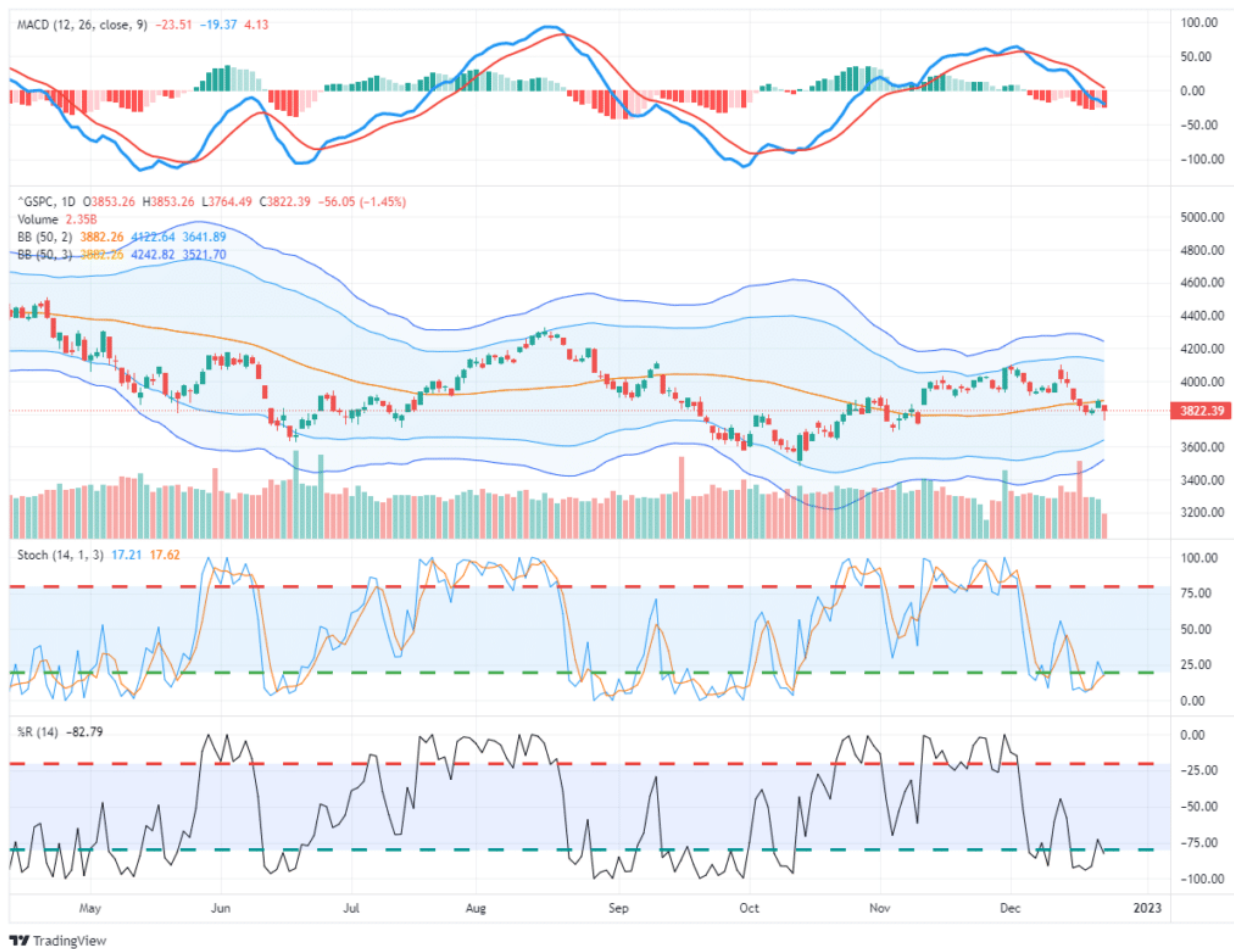 MACD (12, 26, close, 9) −23.51 −19.37 4.13
100.00
50.00
0.00
−50.00
−100.00
^GSPC, 1D O3853.26 H3853.26 L3764.49 C3822.39 −56.05 (−1.45%)
Volume 2.35B
BB (50, 2) 3882.26 4122.64 3641.89
BB (50, 3) 3882.26 4242.82 3521.70
5000.00
4800.00
4600.00
4400.00
4200.00
4000.00
3822.39
3600.00
3400.00
3200.00
Stoch (14, 1, 3) 17.21 17.62
100.00
75.00
50.00
25.00
0.00
%R (14) −82.79
0.00
−25.00
−50.00
−75.00
−100.00
May Jun Jul Aug Sep Oct Nov Dec 2023
TradingView